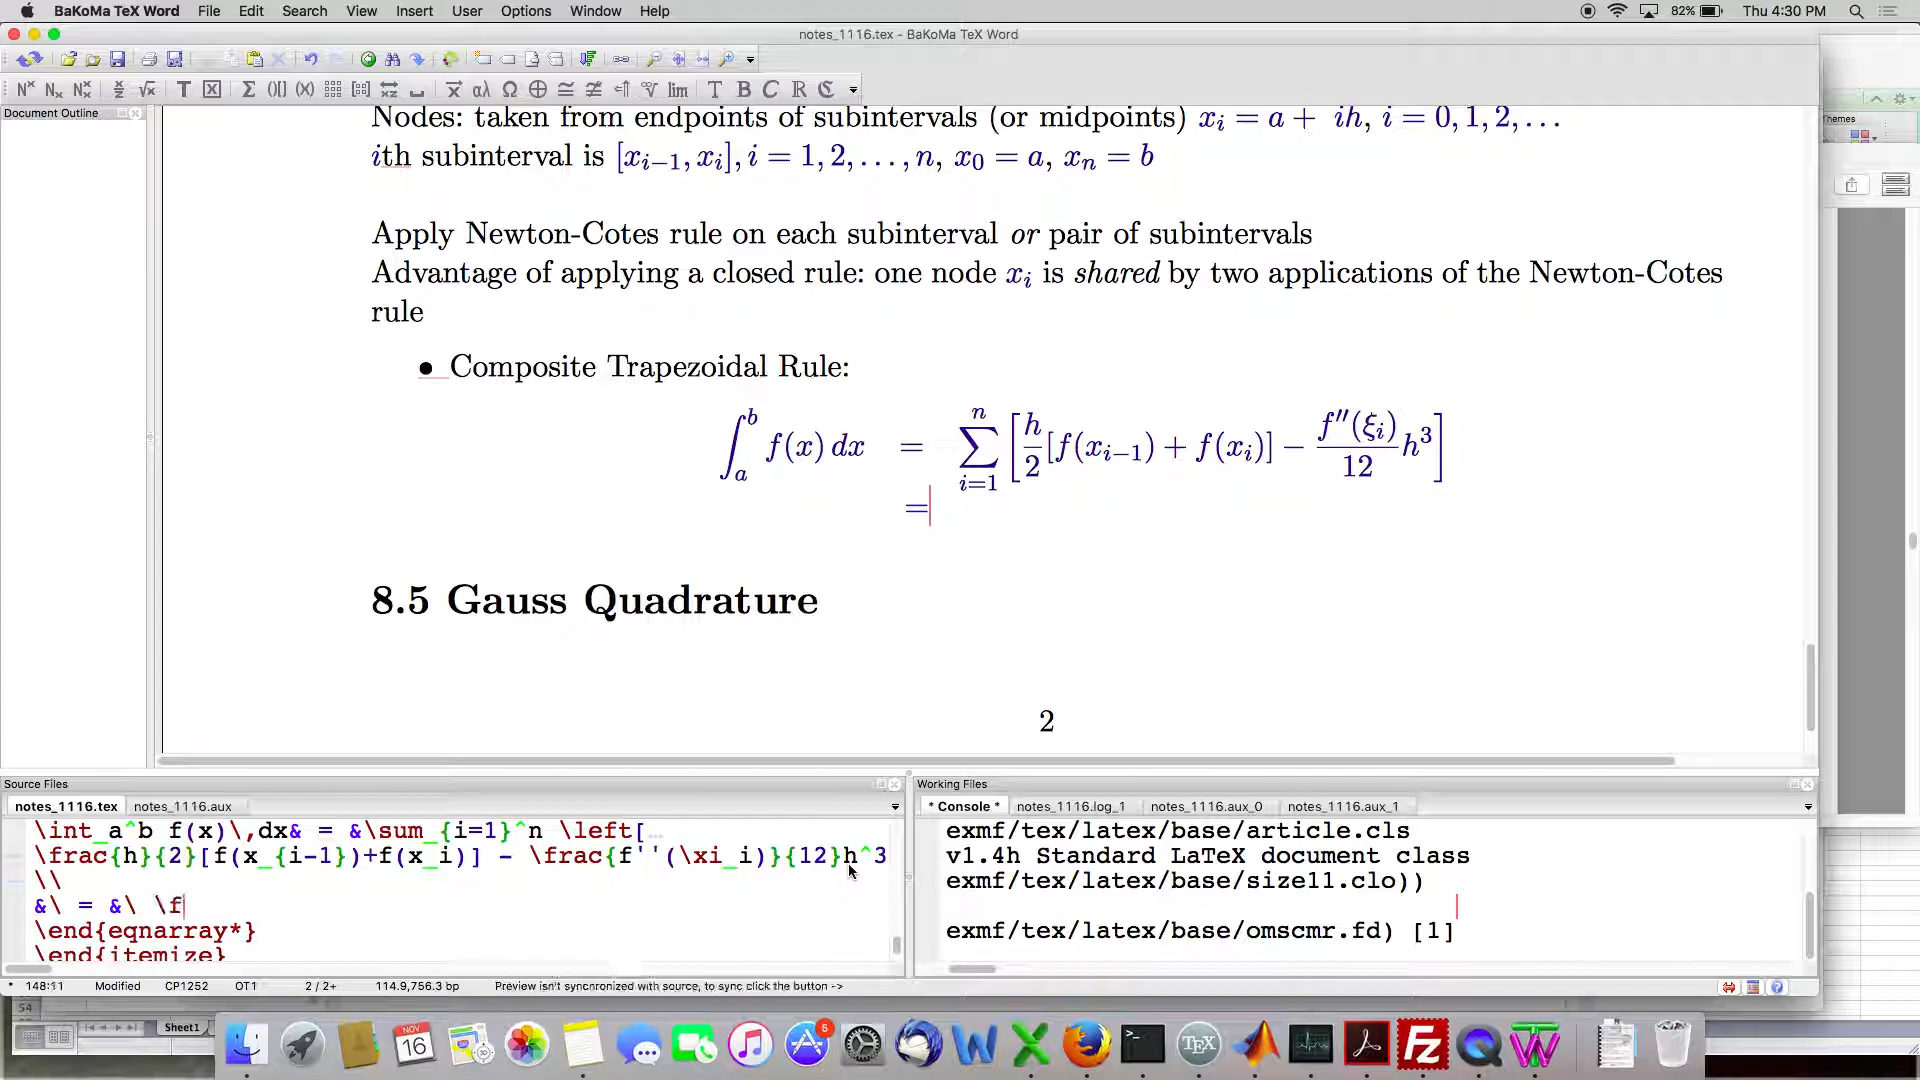 BaKoMa TeX Word File Edit Search View Insert User Options Window Help 82% Thu 4:30 PM
notes_1116.tex - BaKoMa TeX Word
Document Outline
Themes
Nodes: taken from endpoints of subintervals (or midpoints) x_i = a + ih, i = 0, 1, 2, . . .
ith subinterval is [x_{i−1}, x_i], i = 1, 2, . . . , n, x_0 = a, x_n = b
Apply Newton-Cotes rule on each subinterval or pair of subintervals
Advantage of applying a closed rule: one node x_i is shared by two applications of the Newton-Cotes
rule
• Composite Trapezoidal Rule:
∫_a^b f(x) dx = ∑_{i=1}^n [ h/2 [f(x_{i−1}) + f(x_i)] − f″(ξ_i)/12 h^3 ]
=
8.5 Gauss Quadrature
2
Source Files
notes_1116.tex notes_1116.aux
\int_a^b f(x)\,dx& = &\sum_{i=1}^n \left[
\frac{h}{2}[f(x_{i-1})+f(x_i)] - \frac{f''(\xi_i)}{12}h^3
\\
&\ = &\ \f
\end{eqnarray*}
\end{itemize}
Working Files
* Console * notes_1116.log_1 notes_1116.aux_0 notes_1116.aux_1
exmf/tex/latex/base/article.cls
v1.4h Standard LaTeX document class
exmf/tex/latex/base/size11.clo))
exmf/tex/latex/base/omscmr.fd) [1]
* 148:11 Modified CP1252 OT1 2 / 2+ 114.9,756.3 bp Preview isn't synchronized with source, to sync click the button ->
54
Sheet1
NOV
16
5